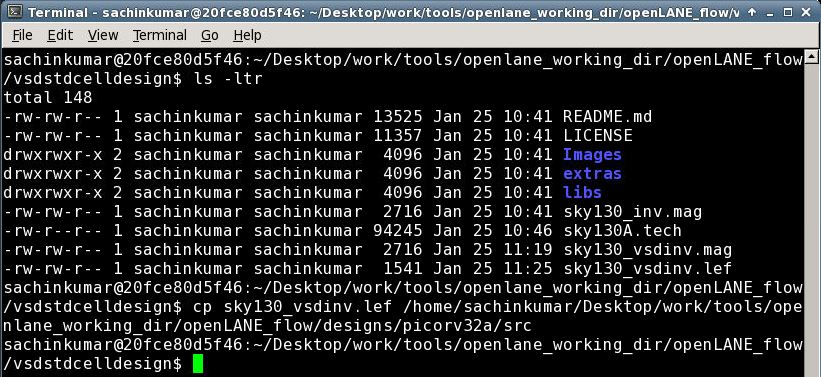 Terminal - sachinkumar@20fce80d5f46: ~/Desktop/work/tools/openlane_working_dir/openLANE_flow/v
File Edit View Terminal Go Help
sachinkumar@20fce80d5f46:~/Desktop/work/tools/openlane_working_dir/openLANE_flow
/vsdstdcelldesign$ ls -ltr
total 148
-rw-rw-r-- 1 sachinkumar sachinkumar 13525 Jan 25 10:41 README.md
-rw-rw-r-- 1 sachinkumar sachinkumar 11357 Jan 25 10:41 LICENSE
drwxrwxr-x 2 sachinkumar sachinkumar  4096 Jan 25 10:41 Images
drwxrwxr-x 2 sachinkumar sachinkumar  4096 Jan 25 10:41 extras
drwxrwxr-x 2 sachinkumar sachinkumar  4096 Jan 25 10:41 libs
-rw-rw-r-- 1 sachinkumar sachinkumar  2716 Jan 25 10:41 sky130_inv.mag
-rw-r--r-- 1 sachinkumar sachinkumar 94245 Jan 25 10:46 sky130A.tech
-rw-rw-r-- 1 sachinkumar sachinkumar  2716 Jan 25 11:19 sky130_vsdinv.mag
-rw-rw-r-- 1 sachinkumar sachinkumar  1541 Jan 25 11:25 sky130_vsdinv.lef
sachinkumar@20fce80d5f46:~/Desktop/work/tools/openlane_working_dir/openLANE_flow
/vsdstdcelldesign$ cp sky130_vsdinv.lef /home/sachinkumar/Desktop/work/tools/ope
nlane_working_dir/openLANE_flow/designs/picorv32a/src
sachinkumar@20fce80d5f46:~/Desktop/work/tools/openlane_working_dir/openLANE_flow
/vsdstdcelldesign$